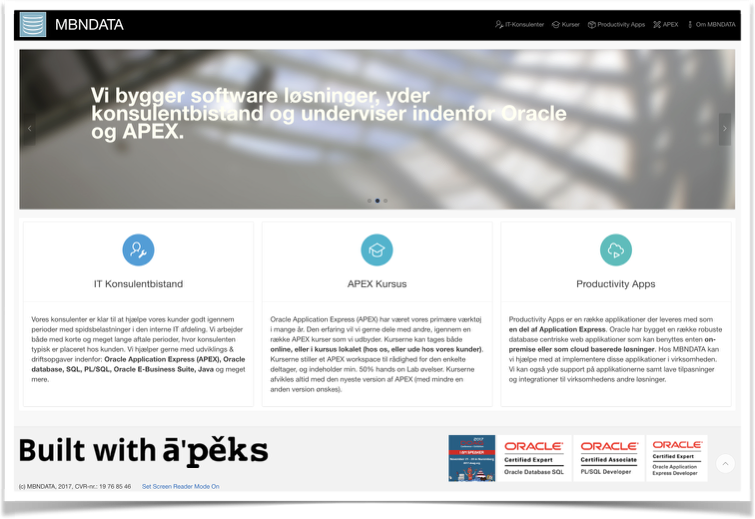 MBNDATA
IT-Konsulenter
Kurser
Productivity Apps
APEX
Om MBNDATA
Vi bygger software løsninger, yder
konsulentbistand og underviser indenfor Oracle
og APEX.
IT Konsulentbistand
Vores konsulenter er klar til at hjælpe vores kunder godt igennem
perioder med spidsbelastninger i den interne IT afdeling. Vi arbejder
både med korte og meget lange aftale perioder, hvor konsulenten
typisk er placeret hos kunden. Vi hjælper gerne med udviklings &
driftsopgaver indenfor: Oracle Application Express (APEX), Oracle
database, SQL, PL/SQL, Oracle E-Business Suite, Java og meget
mere.
APEX Kursus
Oracle Application Express (APEX) har været vores primære værktøj
i mange år. Den erfaring vil vi gerne dele med andre, igennem en
række APEX kurser som vi udbyder. Kurserne kan tages både
online, eller i kursus lokalet (hos os, eller ude hos vores kunder).
Kurserne stiller et APEX workspace til rådighed for den enkelte
deltager, og indeholder min. 50% hands on Lab øvelser. Kurserne
afvikles altid med den nyeste version af APEX (med mindre en
anden version ønskes).
Productivity Apps
Productivity Apps er en række applikationer der leveres med som
en del af Application Express. Oracle har bygget en række robuste
database centriske web applikationer som kan benyttes enten on-
premise eller som cloud baserede løsninger. Hos MBNDATA kan
vi hjælpe med at implementere disse applikationer i virksomheden.
Vi kan også yde support på applikationerne samt lave tilpasninger
og integrationer til virksomhedens andre løsninger.
Built with ā'pěks
2017
ORACLE
Certified Expert
Oracle Database SQL
ORACLE
Certified Associate
PL/SQL Developer
ORACLE
Certified Expert
Oracle Application
Express Developer
(c) MBNDATA, 2017, CVR-nr.: 19 76 85 46
Set Screen Reader Mode On